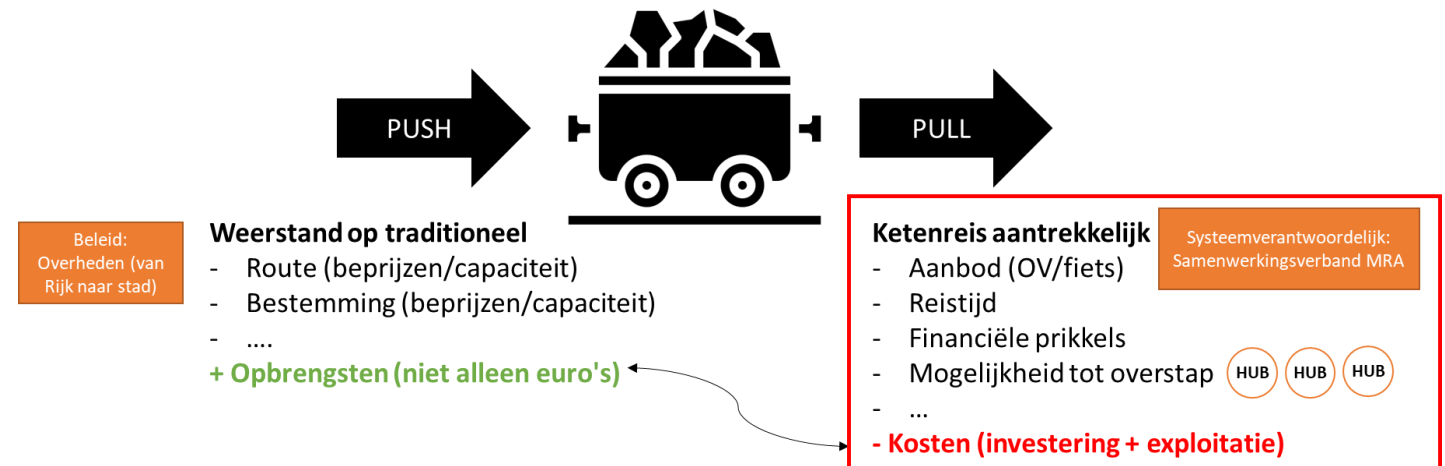 PUSH
PULL
Beleid:
Overheden (van
Rijk naar stad)
Weerstand op traditioneel
- Route (beprijzen/capaciteit)
- Bestemming (beprijzen/capaciteit)
- ....
+ Opbrengsten (niet alleen euro's)
Ketenreis aantrekkelijk
- Aanbod (OV/fiets)
- Reistijd
- Financiële prikkels
- Mogelijkheid tot overstap
- ...
- Kosten (investering + exploitatie)
Systeemverantwoordelijk:
Samenwerkingsverband MRA
HUB
HUB
HUB